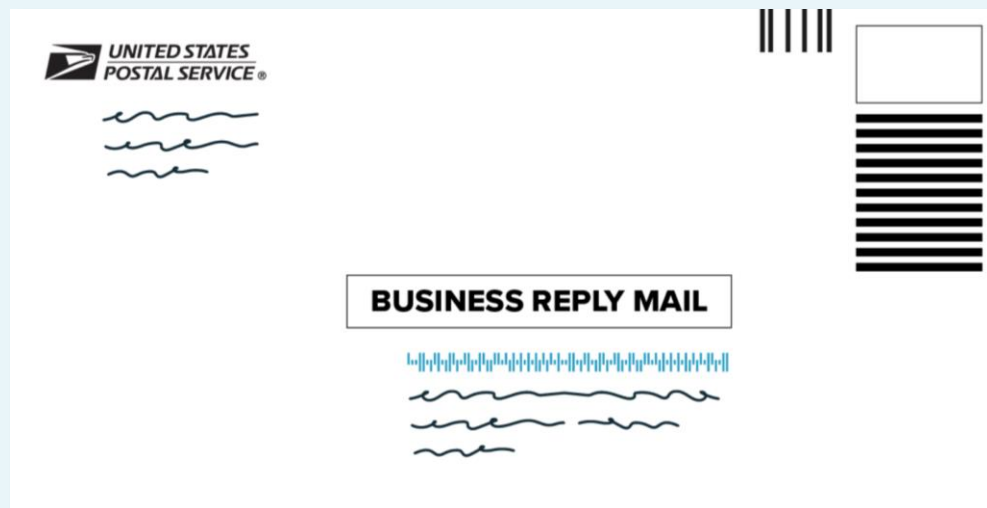 UNITED STATES
POSTAL SERVICE ®
BUSINESS REPLY MAIL